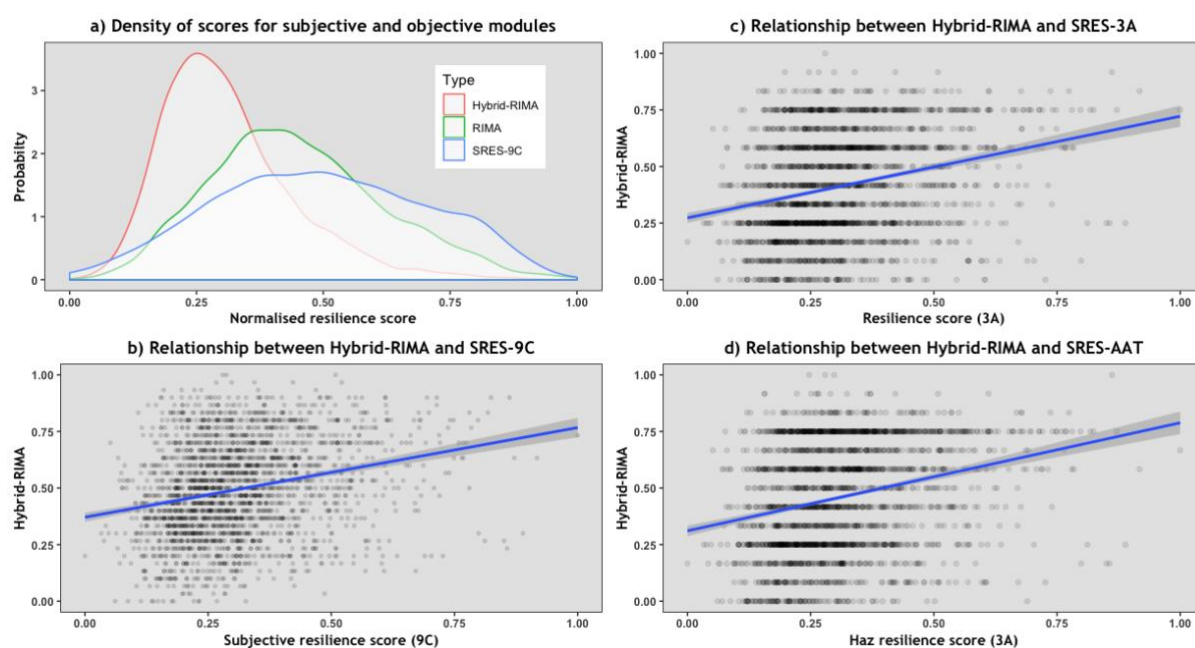 a) Density of scores for subjective and objective modules
3
2
1
0
Probabilty
Type
Hybrid-RIMA
RIMA
SRES-9C
0.00 0.25 0.50 0.75 1.00
Normalised resilience score
b) Relationship between Hybrid-RIMA and SRES-9C
1.00
0.75
0.50
0.25
0.00
Hybrid-RIMA
0.00 0.25 0.50 0.75 1.00
Subjective resilience score (9C)
c) Relationship between Hybrid-RIMA and SRES-3A
1.00
0.75
0.50
0.25
0.00
Hybrid-RIMA
0.00 0.25 0.50 0.75 1.00
Resilience score (3A)
d) Relationship between Hybrid-RIMA and SRES-AAT
1.00
0.75
0.50
0.25
0.00
Hybrid-RIMA
0.00 0.25 0.50 0.75 1.00
Haz resilience score (3A)